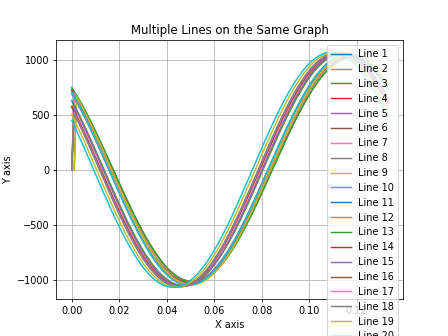 Multiple Lines on the Same Graph
Y axis
1000
500
0
−500
−1000
0.00
0.02
0.04
0.06
0.08
0.10
X axis
Line 1
Line 2
Line 3
Line 4
Line 5
Line 6
Line 7
Line 8
Line 9
Line 10
Line 11
Line 12
Line 13
Line 14
Line 15
Line 16
Line 17
Line 18
Line 19
Line 20